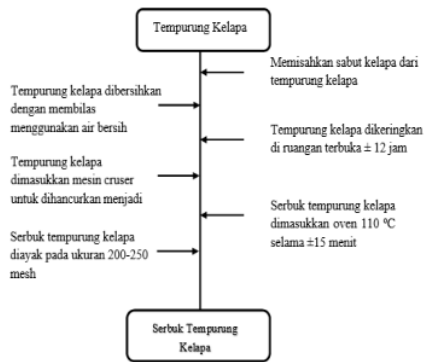 Tempurung Kelapa
Memisahkan sabut kelapa dari
tempurung kelapa
Tempurung kelapa dibersihkan
dengan membilas
menggunakan air bersih
Tempurung kelapa dikeringkan
di ruangan terbuka ± 12 jam
Tempurung kelapa
dimasukkan mesin cruser
untuk dihancurkan menjadi
Serbuk tempurung kelapa
dimasukkan oven 110 ºC
selama ±15 menit
Serbuk tempurung kelapa
diayak pada ukuran 200-250
mesh
Serbuk Tempurung
Kelapa